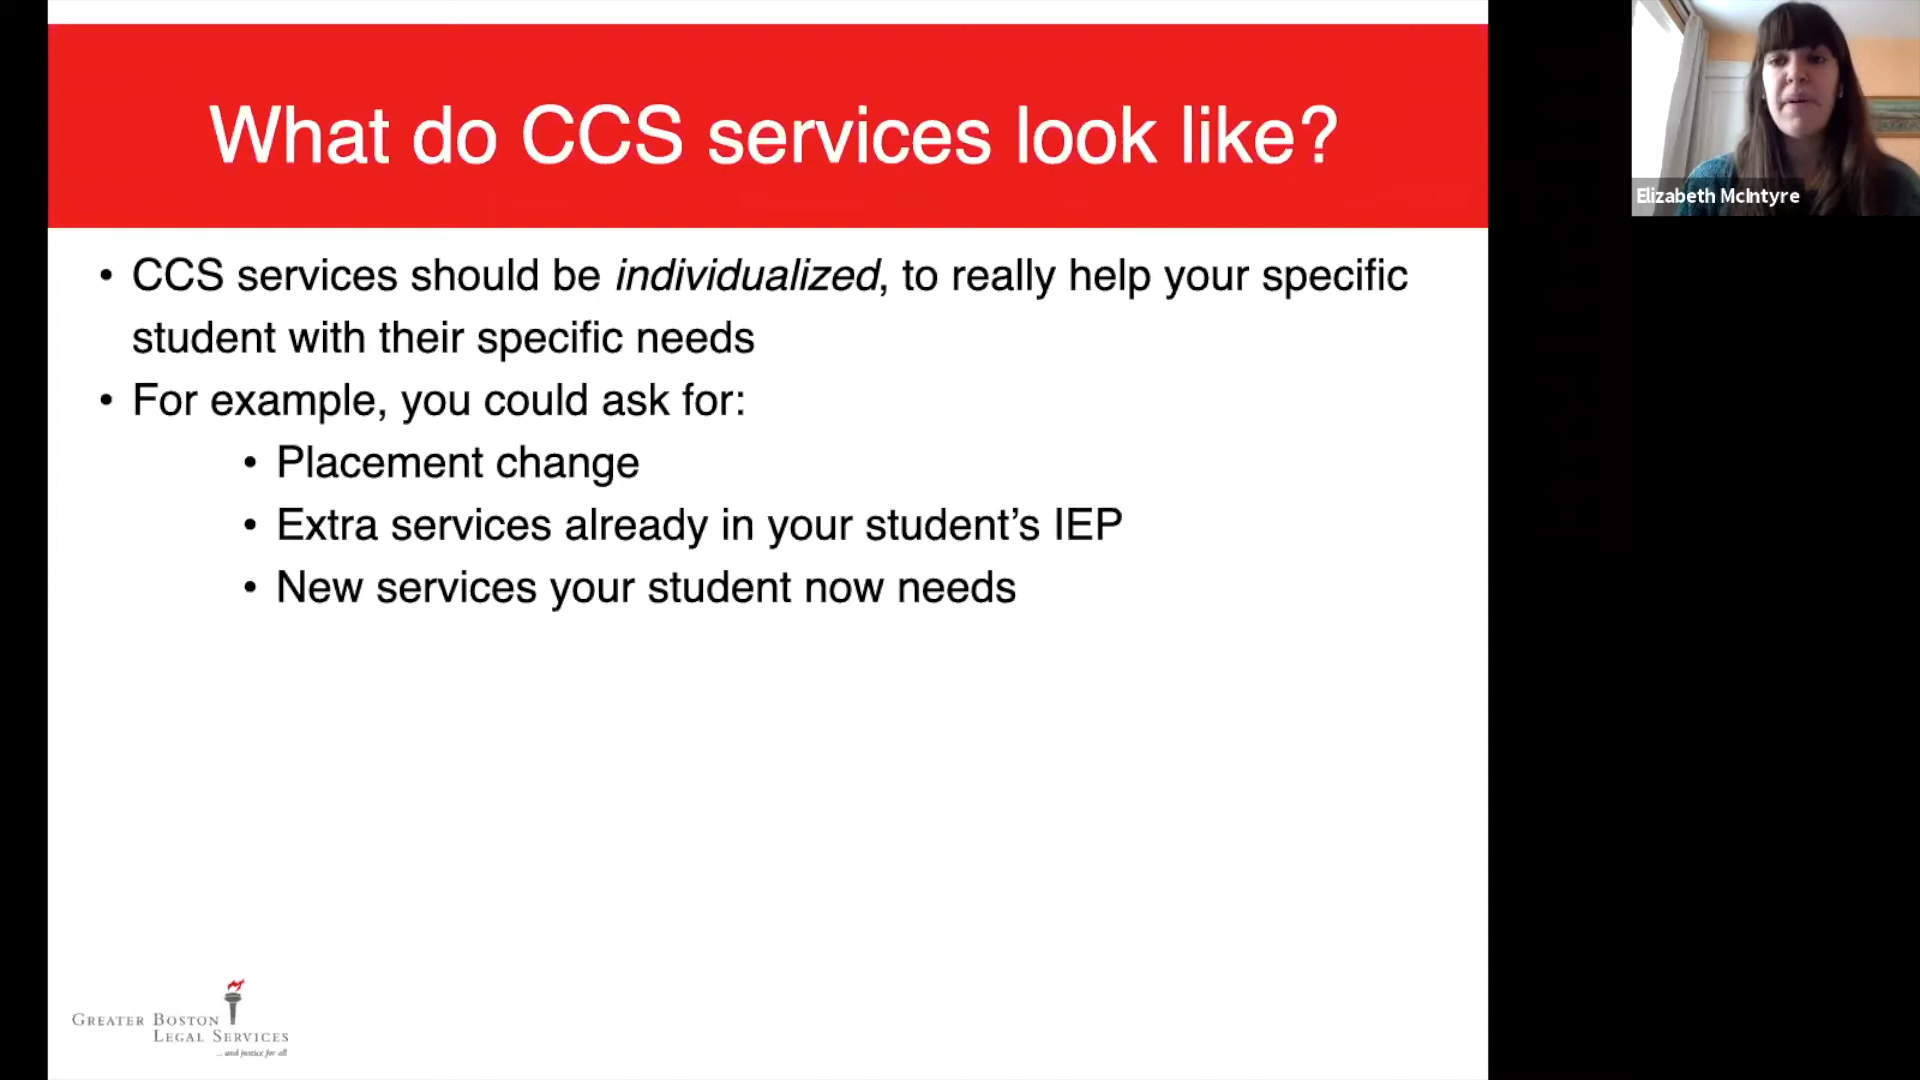 What do CCS services look like?
• CCS services should be individualized, to really help your specific
student with their specific needs
• For example, you could ask for:
• Placement change
• Extra services already in your student’s IEP
• New services your student now needs
GREATER BOSTON
LEGAL SERVICES
... and justice for all
Elizabeth McIntyre